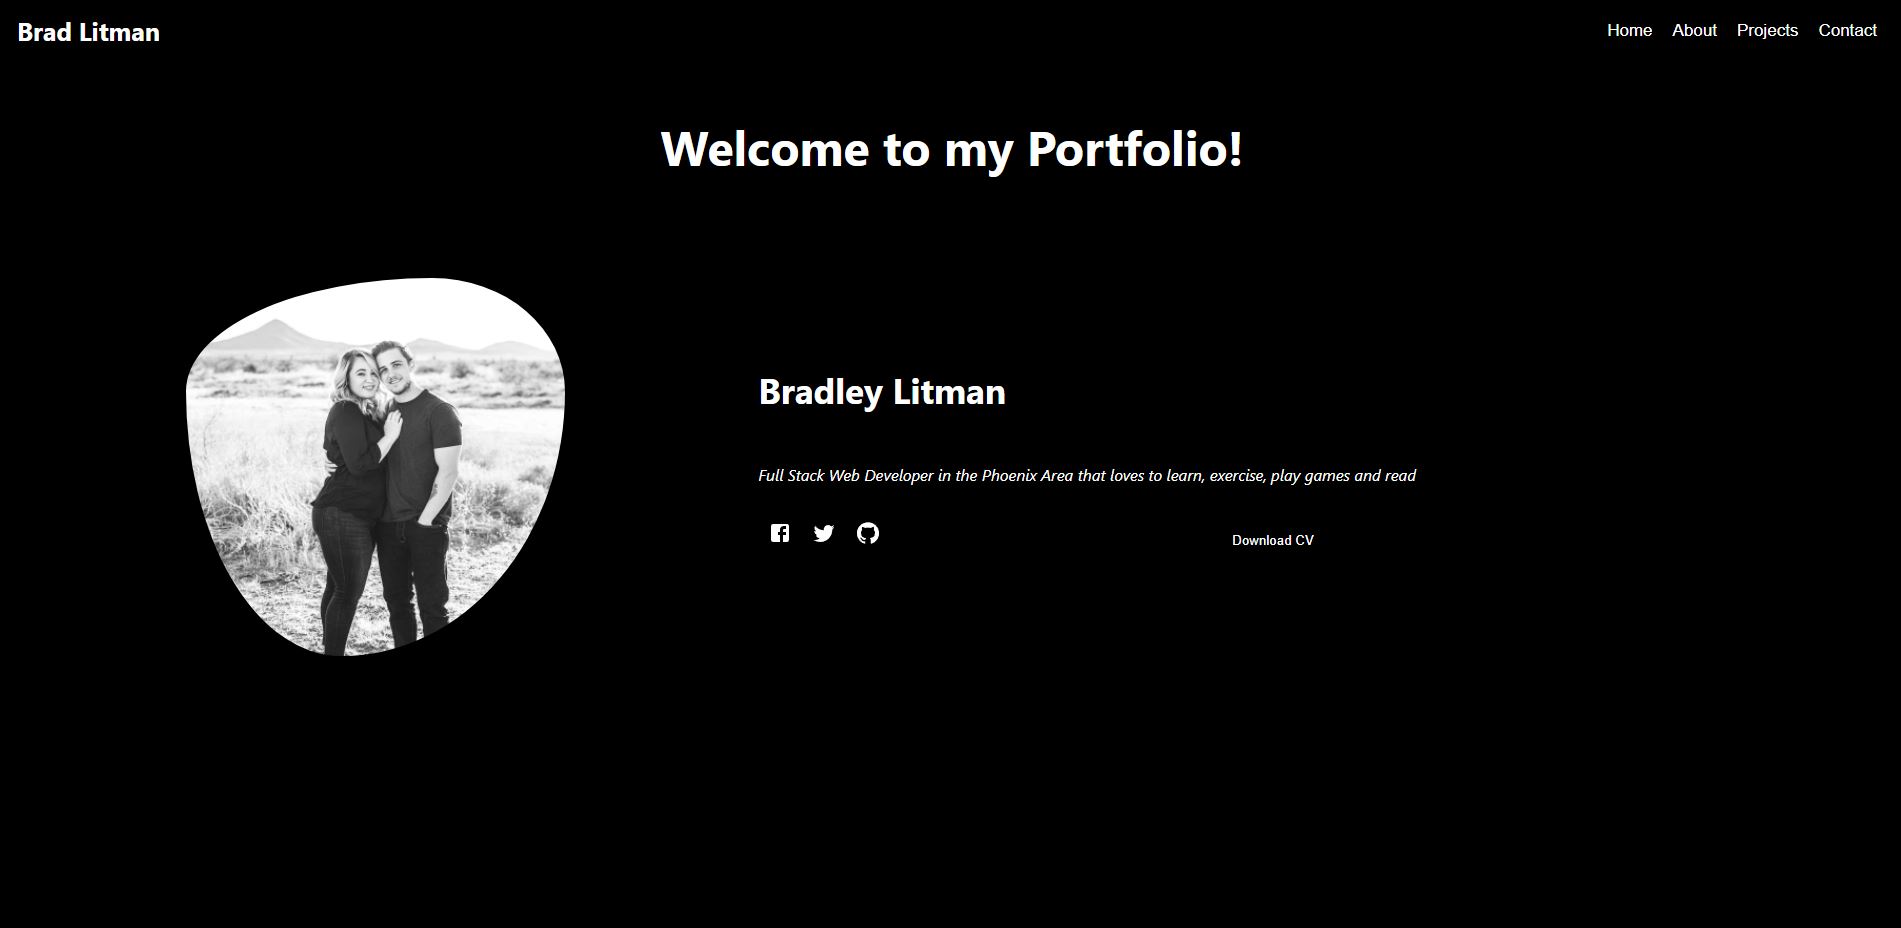 Brad Litman
Home About Projects Contact
Welcome to my Portfolio!
Bradley Litman
Full Stack Web Developer in the Phoenix Area that loves to learn, exercise, play games and read
Download CV